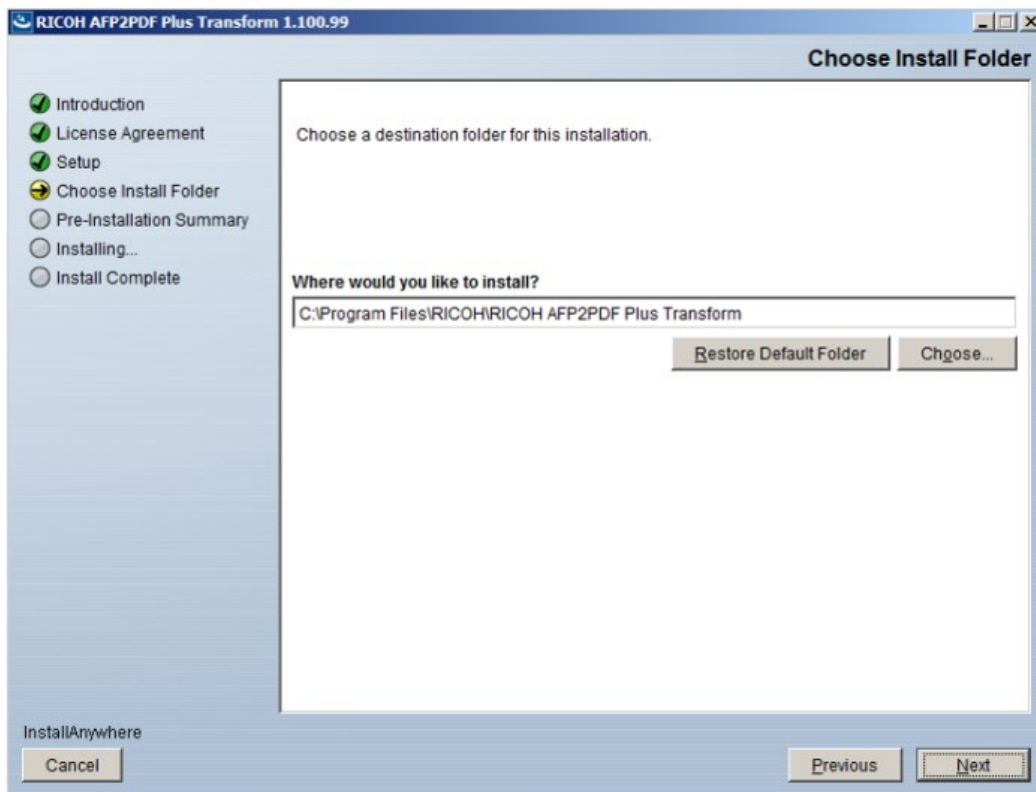 RICOH AFP2PDF Plus Transform 1.100.99
Choose Install Folder
Introduction
License Agreement
Setup
Choose Install Folder
Pre-Installation Summary
Installing...
Install Complete
Choose a destination folder for this installation.
Where would you like to install?
C:\Program Files\RICOH\RICOH AFP2PDF Plus Transform
Restore Default Folder Choose...
InstallAnywhere
Cancel Previous Next